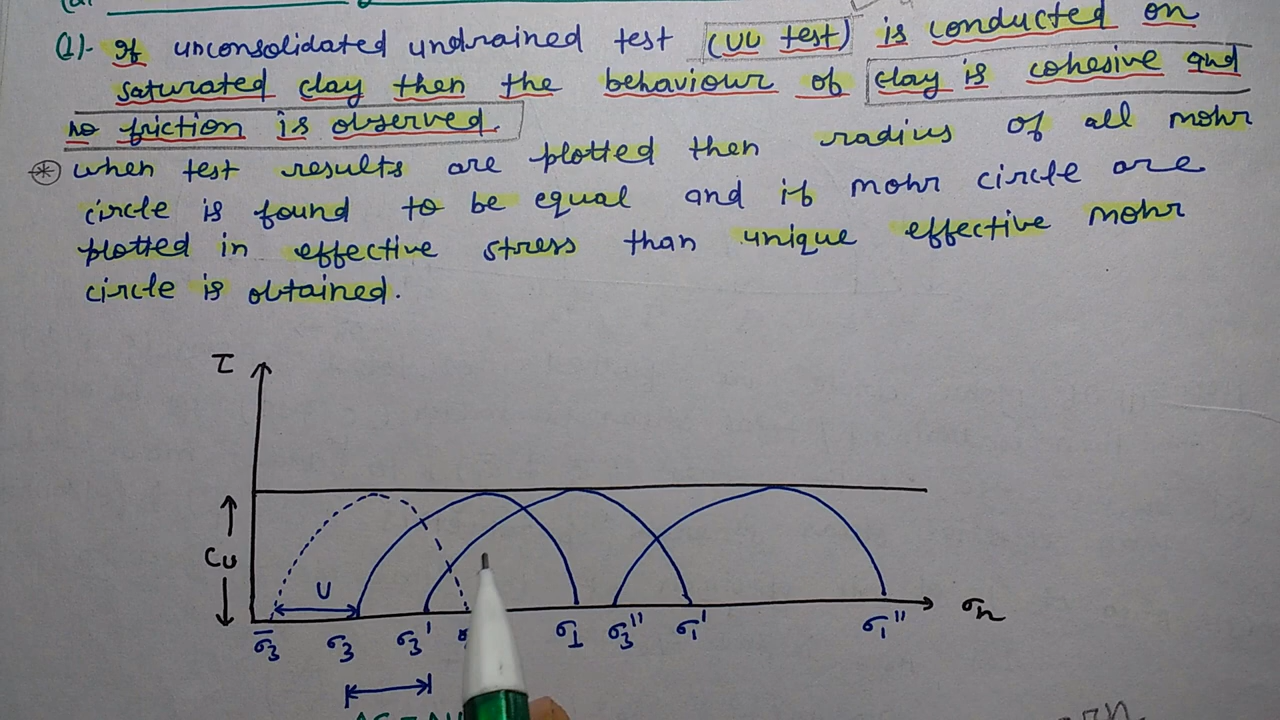 (1)- If unconsolidated undrained test (UU test) is conducted on
saturated clay then the behaviour of clay is cohesive and
no friction is observed.
* when test results are plotted then radius of all mohr
circle is found to be equal and if mohr circle are
plotted in effective stress than unique effective mohr
circle is obtained.
τ
Cu
U
σ̄3 σ3 σ3' σ1 σ3'' σ1' σ1'' σn